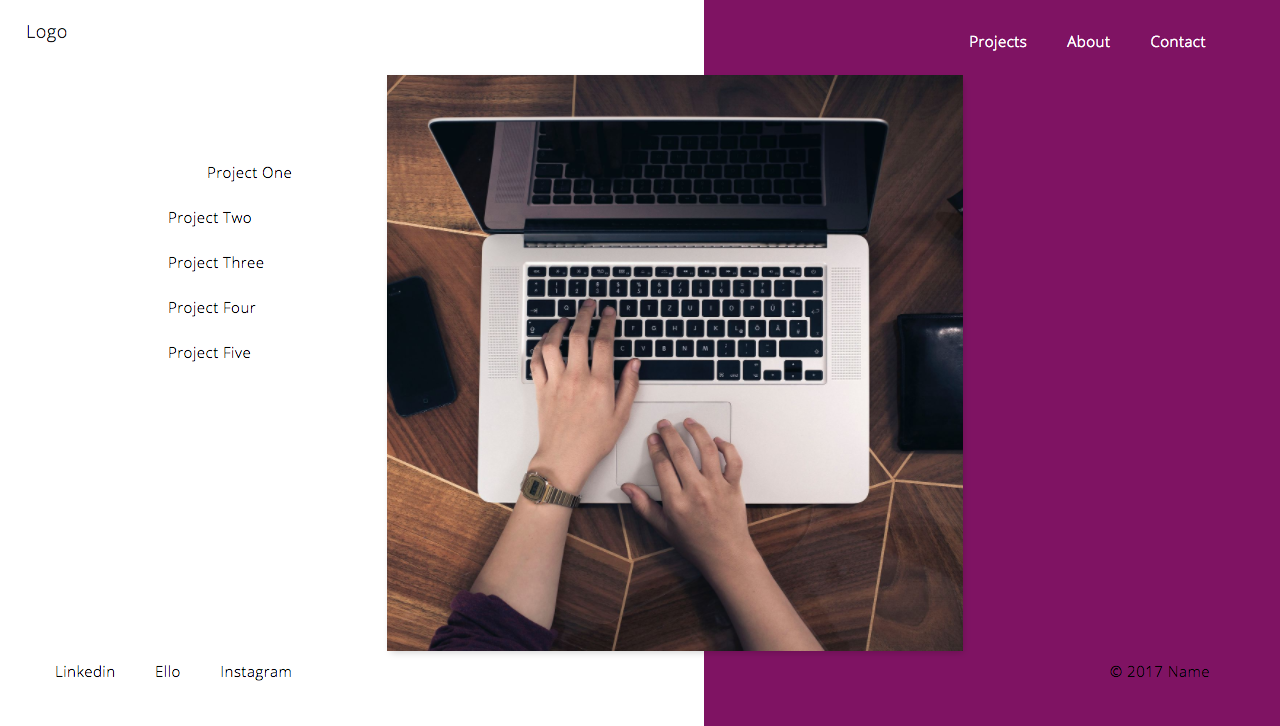 Logo
Projects About Contact
Project One
Project Two
Project Three
Project Four
Project Five
Linkedin Ello Instagram
© 2017 Name